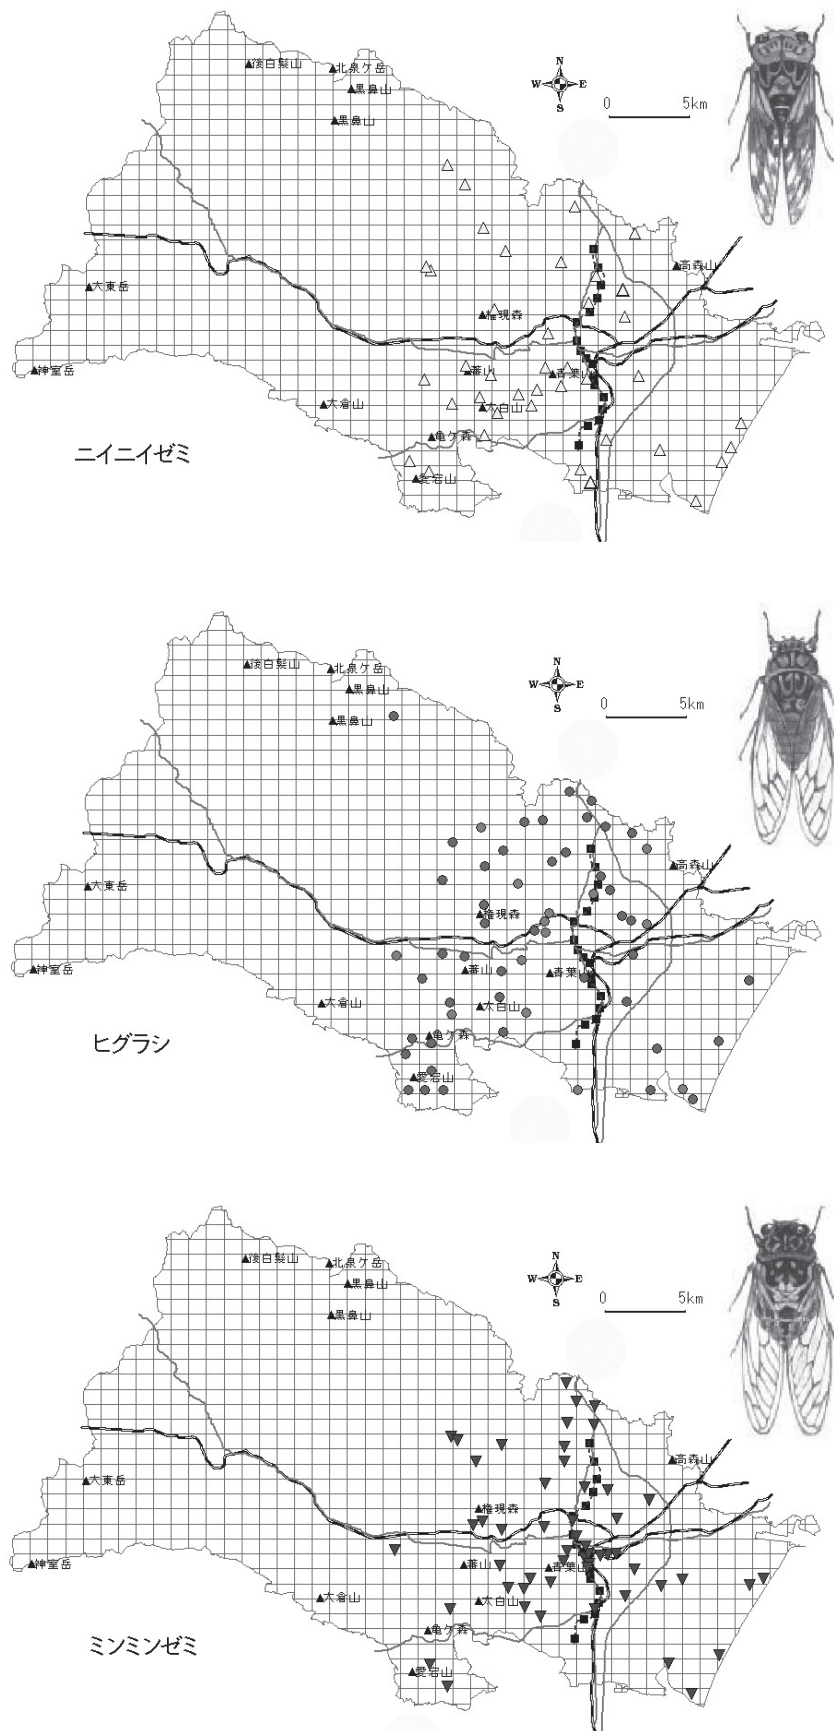 後白髪山
北泉ケ岳
黒鼻山
黒鼻山
N
W E
S
0 5km
高森山
大東岳
権現森
神室岳
蕃山
青葉山
大倉山
太白山
亀ケ森
愛宕山
ニイニイゼミ
後白髪山
北泉ケ岳
黒鼻山
黒鼻山
N
W E
S
0 5km
高森山
大東岳
権現森
神室岳
蕃山
青葉山
大倉山
太白山
亀ケ森
愛宕山
ヒグラシ
後白髪山
北泉ケ岳
黒鼻山
黒鼻山
N
W E
S
0 5km
高森山
大東岳
権現森
神室岳
蕃山
青葉山
大倉山
太白山
亀ケ森
愛宕山
ミンミンゼミ